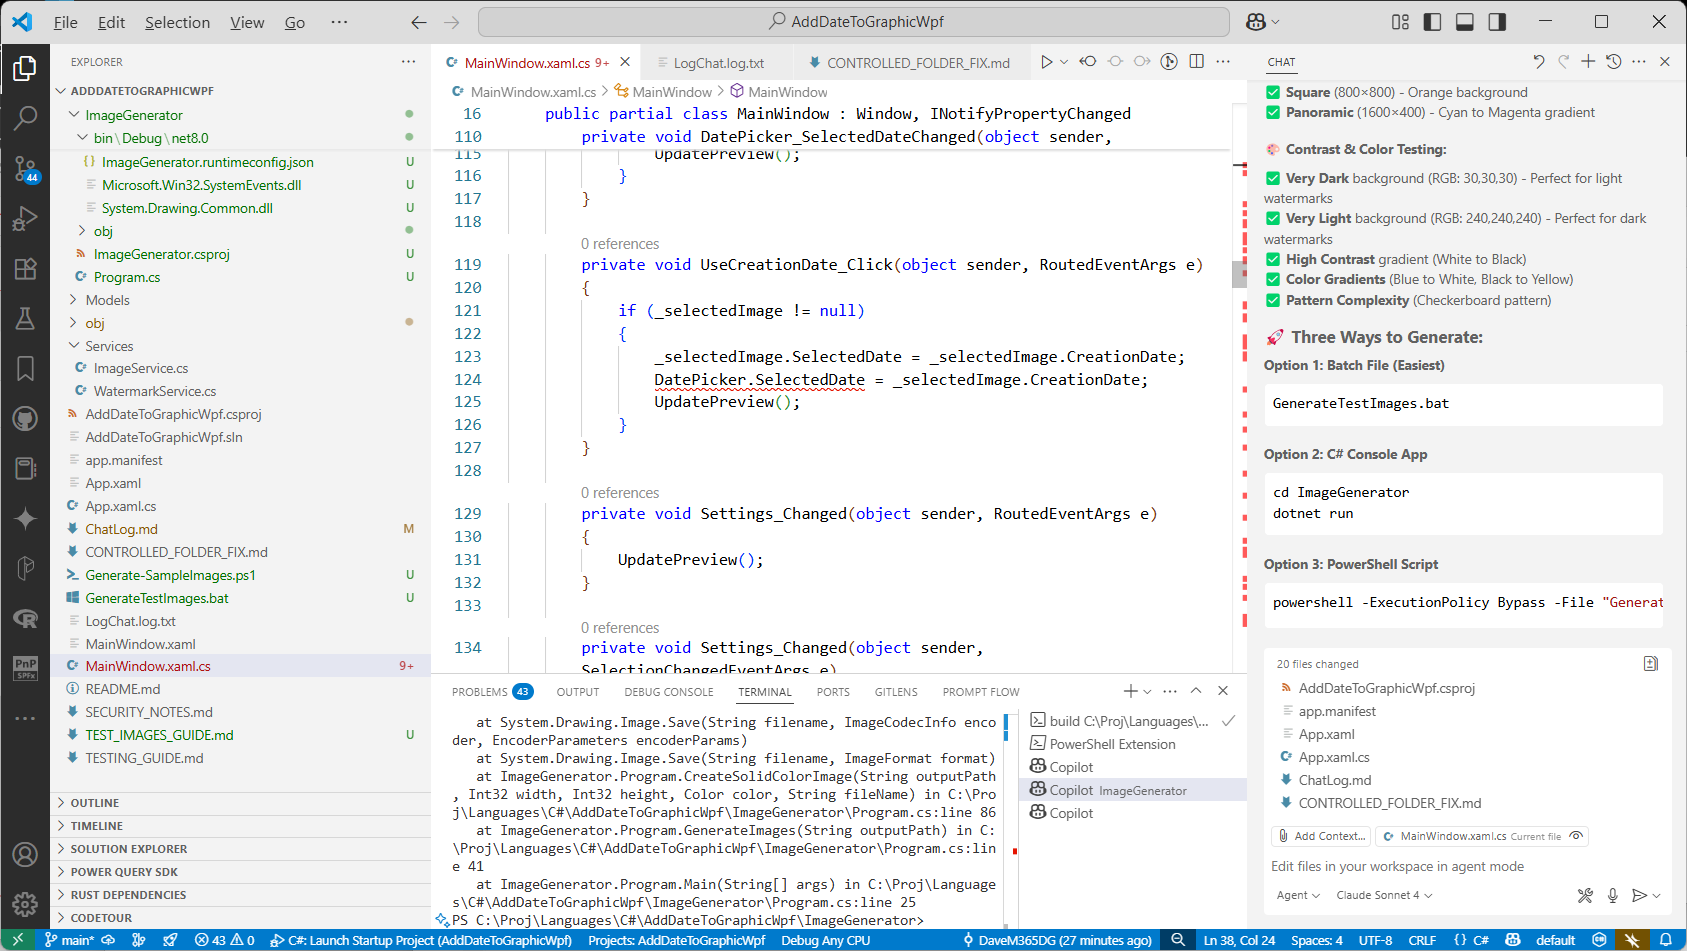 File Edit Selection View Go ··· AddDateToGraphicWpf
EXPLORER ···
ADDDATETOGRAPHICWPF
ImageGenerator
bin \ Debug \ net8.0
ImageGenerator.runtimeconfig.json U
Microsoft.Win32.SystemEvents.dll U
System.Drawing.Common.dll U
obj
ImageGenerator.csproj U
Program.cs U
Models
obj
Services
ImageService.cs
WatermarkService.cs
AddDateToGraphicWpf.csproj
AddDateToGraphicWpf.sln
app.manifest
App.xaml
App.xaml.cs
ChatLog.md M
CONTROLLED_FOLDER_FIX.md
Generate-SampleImages.ps1 U
GenerateTestImages.bat U
LogChat.log.txt
MainWindow.xaml
MainWindow.xaml.cs 9+
README.md
SECURITY_NOTES.md
TEST_IMAGES_GUIDE.md U
TESTING_GUIDE.md
OUTLINE
TIMELINE
SOLUTION EXPLORER
POWER QUERY SDK
RUST DEPENDENCIES
CODETOUR
44
PnP
SPFx
MainWindow.xaml.cs 9+ LogChat.log.txt CONTROLLED_FOLDER_FIX.md
MainWindow.xaml.cs > MainWindow > MainWindow
16 public partial class MainWindow : Window, INotifyPropertyChanged
110 private void DatePicker_SelectedDateChanged(object sender,
115 UpdatePreview();
116 }
117 }
118
0 references
119 private void UseCreationDate_Click(object sender, RoutedEventArgs e)
120 {
121 if (_selectedImage != null)
122 {
123 _selectedImage.SelectedDate = _selectedImage.CreationDate;
124 DatePicker.SelectedDate = _selectedImage.CreationDate;
125 UpdatePreview();
126 }
127 }
128
0 references
129 private void Settings_Changed(object sender, RoutedEventArgs e)
130 {
131 UpdatePreview();
132 }
133
0 references
134 private void Settings_Changed(object sender,
SelectionChangedEventArgs e)
PROBLEMS 43 OUTPUT DEBUG CONSOLE TERMINAL PORTS GITLENS PROMPT FLOW
at System.Drawing.Image.Save(String filename, ImageCodecInfo enco
der, EncoderParameters encoderParams)
at System.Drawing.Image.Save(String filename, ImageFormat format)
at ImageGenerator.Program.CreateSolidColorImage(String outputPath
, Int32 width, Int32 height, Color color, String fileName) in C:\Pro
j\Languages\C#\AddDateToGraphicWpf\ImageGenerator\Program.cs:line 86
at ImageGenerator.Program.GenerateImages(String outputPath) in C:
\Proj\Languages\C#\AddDateToGraphicWpf\ImageGenerator\Program.cs:lin
e 41
at ImageGenerator.Program.Main(String[] args) in C:\Proj\Language
s\C#\AddDateToGraphicWpf\ImageGenerator\Program.cs:line 25
PS C:\Proj\Languages\C#\AddDateToGraphicWpf\ImageGenerator>
build C:\Proj\Languages\...
PowerShell Extension
Copilot
Copilot ImageGenerator
Copilot
CHAT
Square (800×800) - Orange background
Panoramic (1600×400) - Cyan to Magenta gradient
Contrast & Color Testing:
Very Dark background (RGB: 30,30,30) - Perfect for light
watermarks
Very Light background (RGB: 240,240,240) - Perfect for dark
watermarks
High Contrast gradient (White to Black)
Color Gradients (Blue to White, Black to Yellow)
Pattern Complexity (Checkerboard pattern)
Three Ways to Generate:
Option 1: Batch File (Easiest)
GenerateTestImages.bat
Option 2: C# Console App
cd ImageGenerator
dotnet run
Option 3: PowerShell Script
powershell -ExecutionPolicy Bypass -File "Generat
20 files changed
AddDateToGraphicWpf.csproj
app.manifest
App.xaml
App.xaml.cs
ChatLog.md
CONTROLLED_FOLDER_FIX.md
Add Context... MainWindow.xaml.cs Current file
Edit files in your workspace in agent mode
Agent Claude Sonnet 4
main* 43 0 C#: Launch Startup Project (AddDateToGraphicWpf) Projects: AddDateToGraphicWpf Debug Any CPU DaveM365DG (27 minutes ago) Ln 38, Col 24 Spaces: 4 UTF-8 CRLF {} C# default